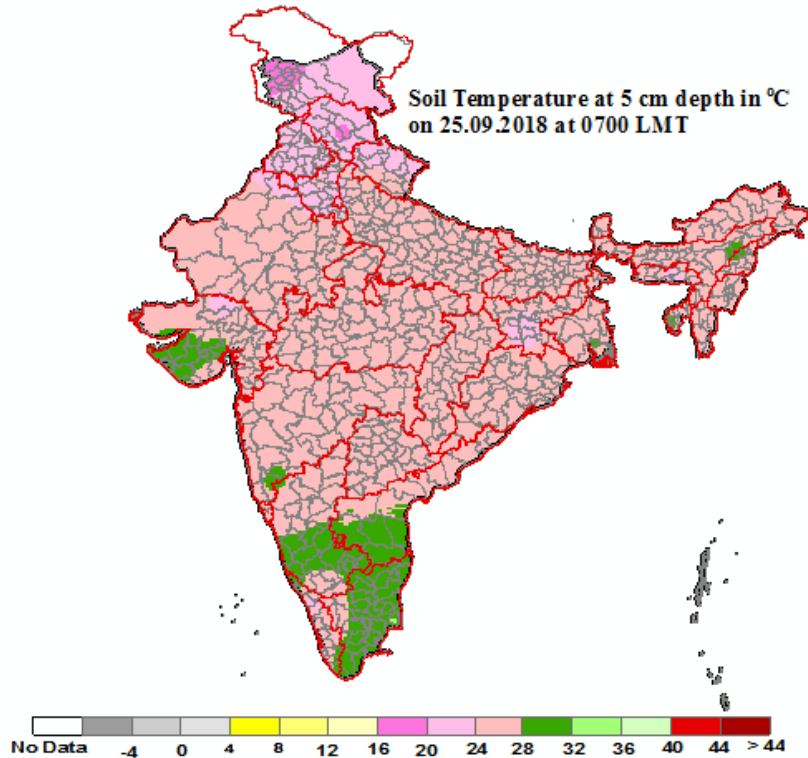 Soil Temperature at 5 cm depth in °C
on 25.09.2018 at 0700 LMT
No Data -4 0 4 8 12 16 20 24 28 32 36 40 44 > 44